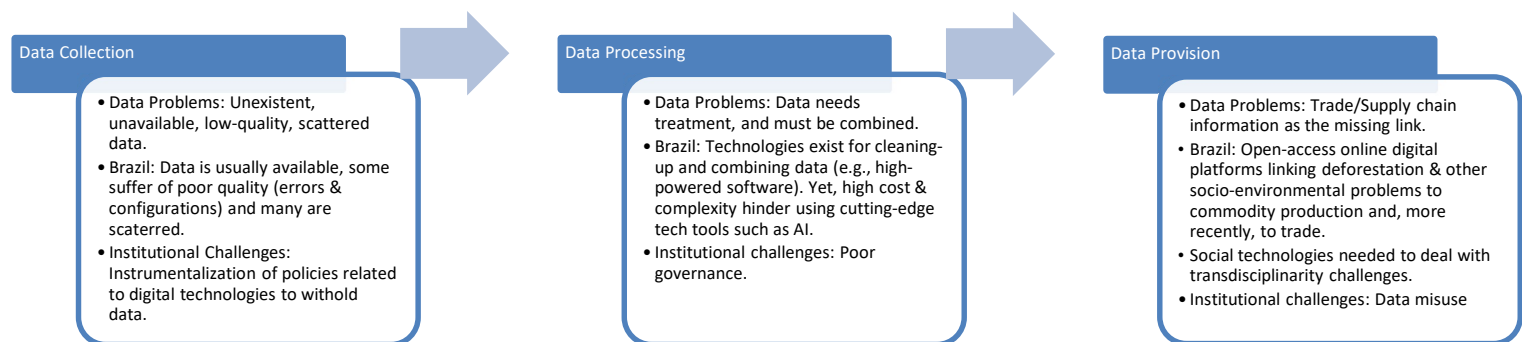 Data Collection
• Data Problems: Unexistent,
unavailable, low-quality, scattered
data.
• Brazil: Data is usually available, some
suffer of poor quality (errors &
configurations) and many are
scaterred.
• Institutional Challenges:
Instrumentalization of policies related
to digital technologies to withold
data.
Data Processing
• Data Problems: Data needs
treatment, and must be combined.
• Brazil: Technologies exist for cleaning-
up and combining data (e.g., high-
powered software). Yet, high cost &
complexity hinder using cutting-edge
tech tools such as AI.
• Institutional challenges: Poor
governance.
Data Provision
• Data Problems: Trade/Supply chain
information as the missing link.
• Brazil: Open-access online digital
platforms linking deforestation & other
socio-environmental problems to
commodity production and, more
recently, to trade.
• Social technologies needed to deal with
transdisciplinarity challenges.
• Institutional challenges: Data misuse